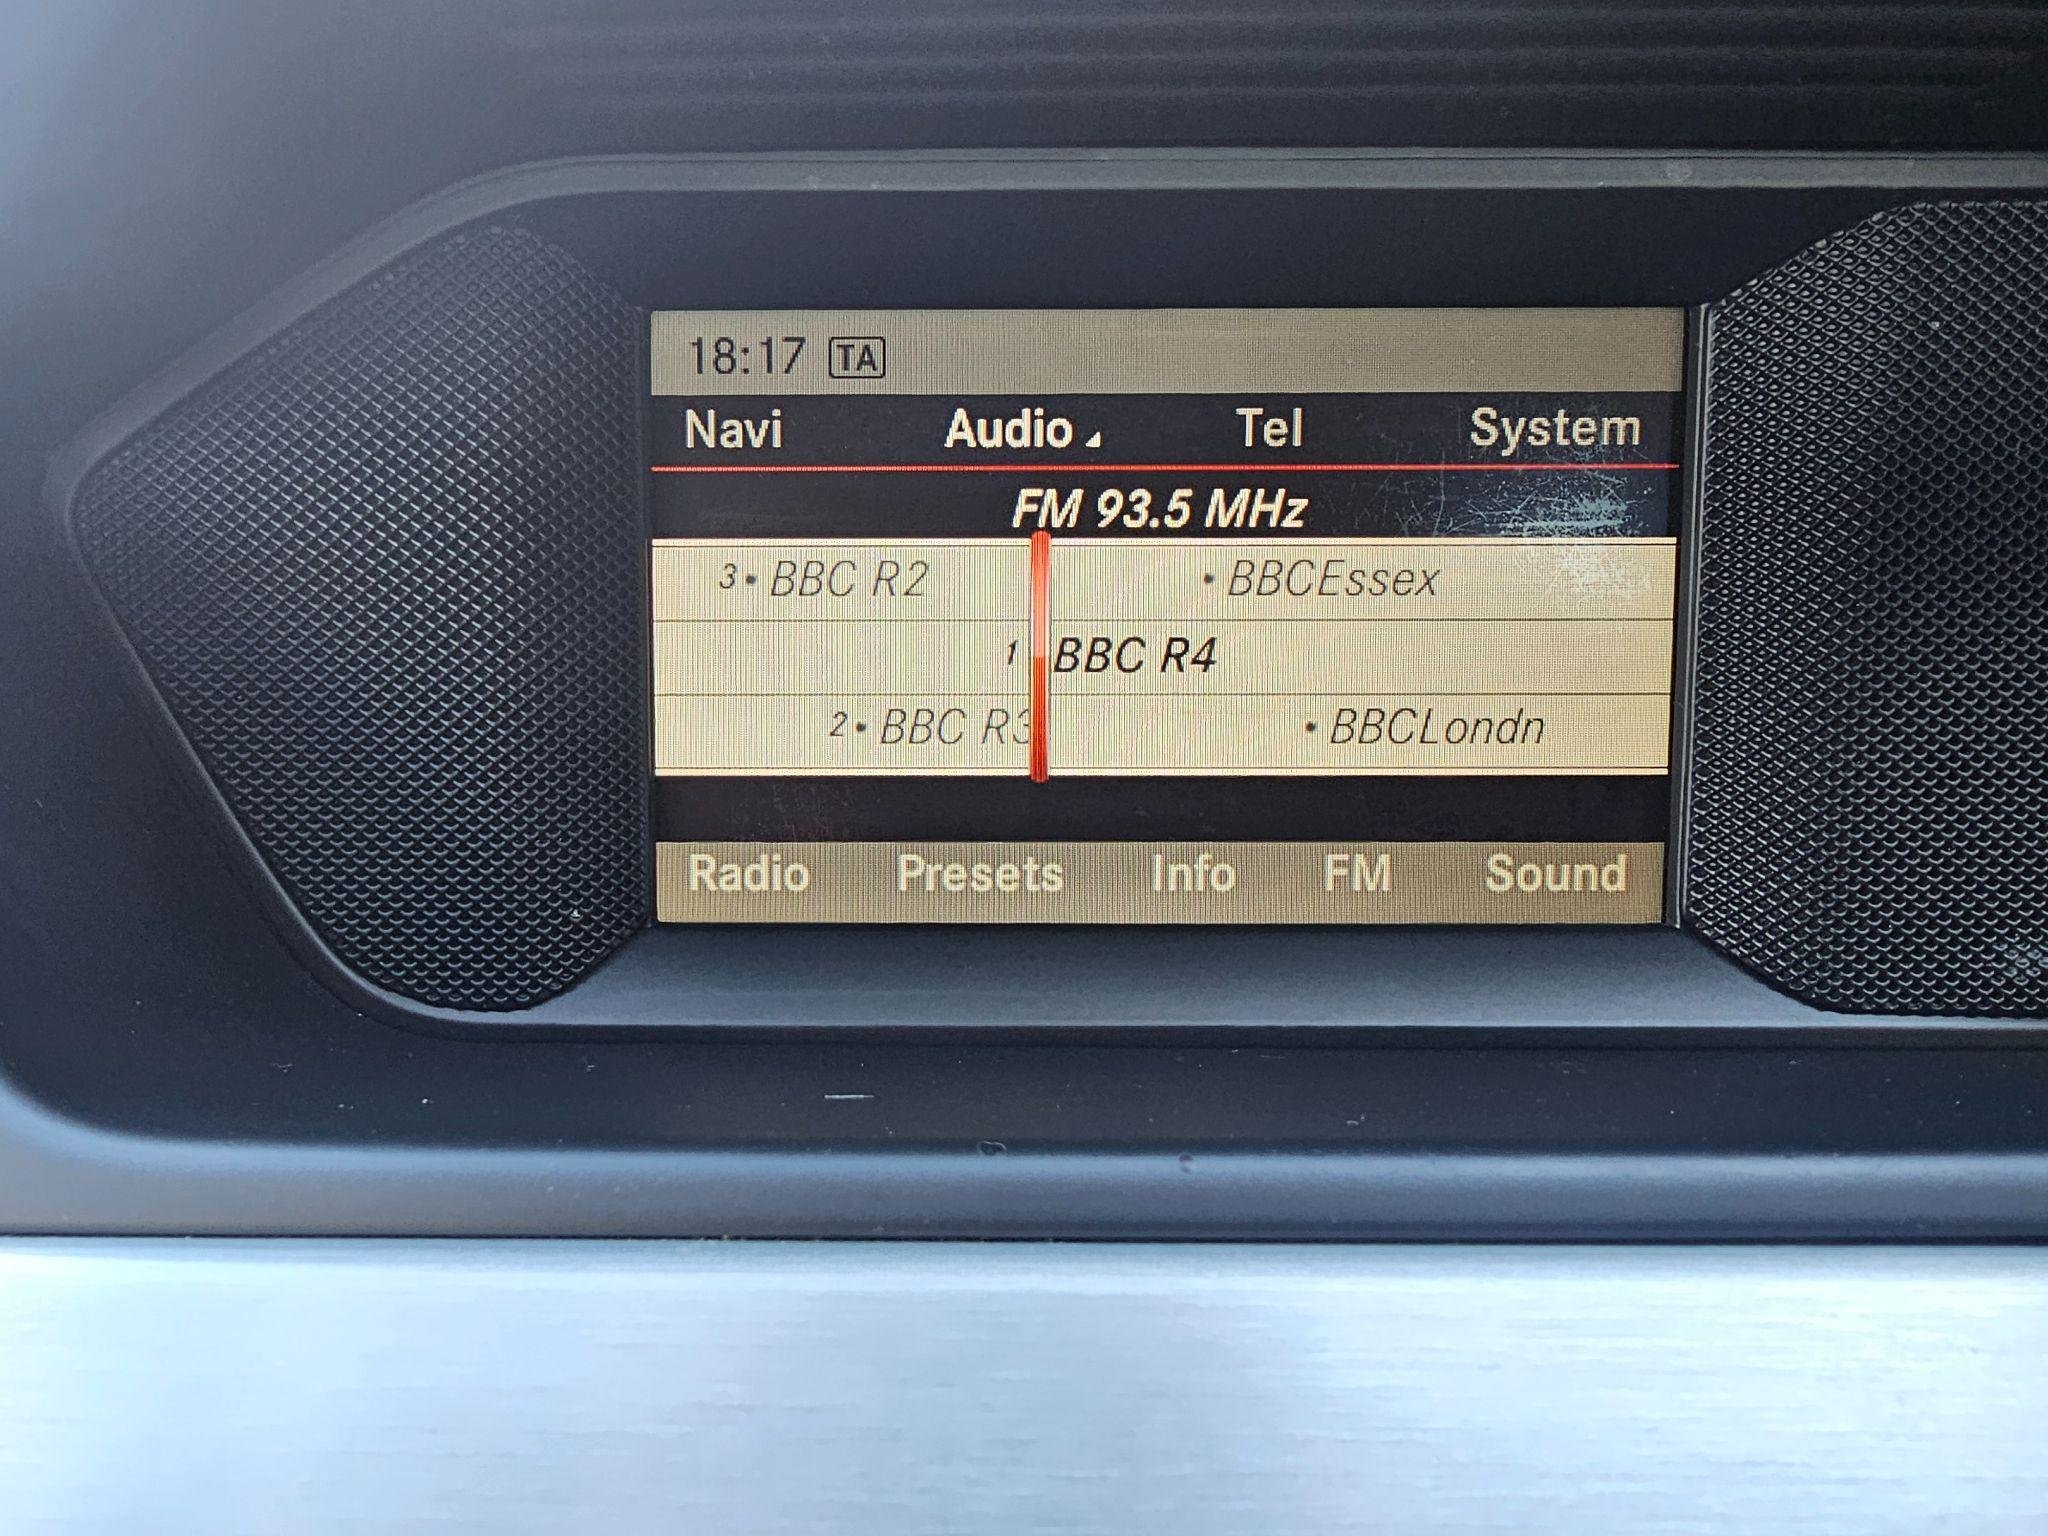 18:17 TA
Navi Audio Tel System
FM 93.5 MHz
3 • BBC R2 • BBCEssex
1 BBC R4
2 • BBC R3 • BBCLondn
Radio Presets Info FM Sound